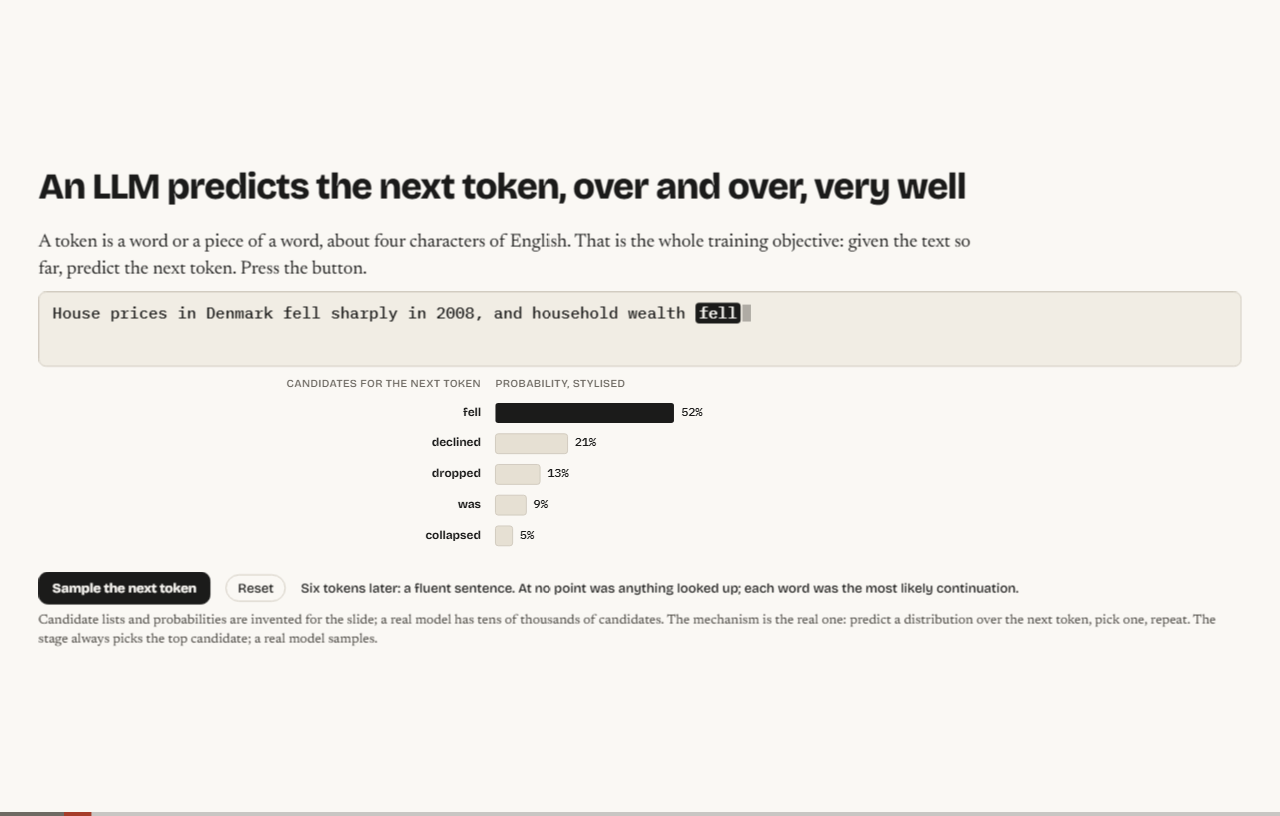 An LLM predicts the next token, over and over, very well
A token is a word or a piece of a word, about four characters of English. That is the whole training objective: given the text so
far, predict the next token. Press the button.
House prices in Denmark fell sharply in 2008, and household wealth fell
CANDIDATES FOR THE NEXT TOKEN PROBABILITY, STYLISED
fell 52%
declined 21%
dropped 13%
was 9%
collapsed 5%
Sample the next token Reset Six tokens later: a fluent sentence. At no point was anything looked up; each word was the most likely continuation.
Candidate lists and probabilities are invented for the slide; a real model has tens of thousands of candidates. The mechanism is the real one: predict a distribution over the next token, pick one, repeat. The
stage always picks the top candidate; a real model samples.